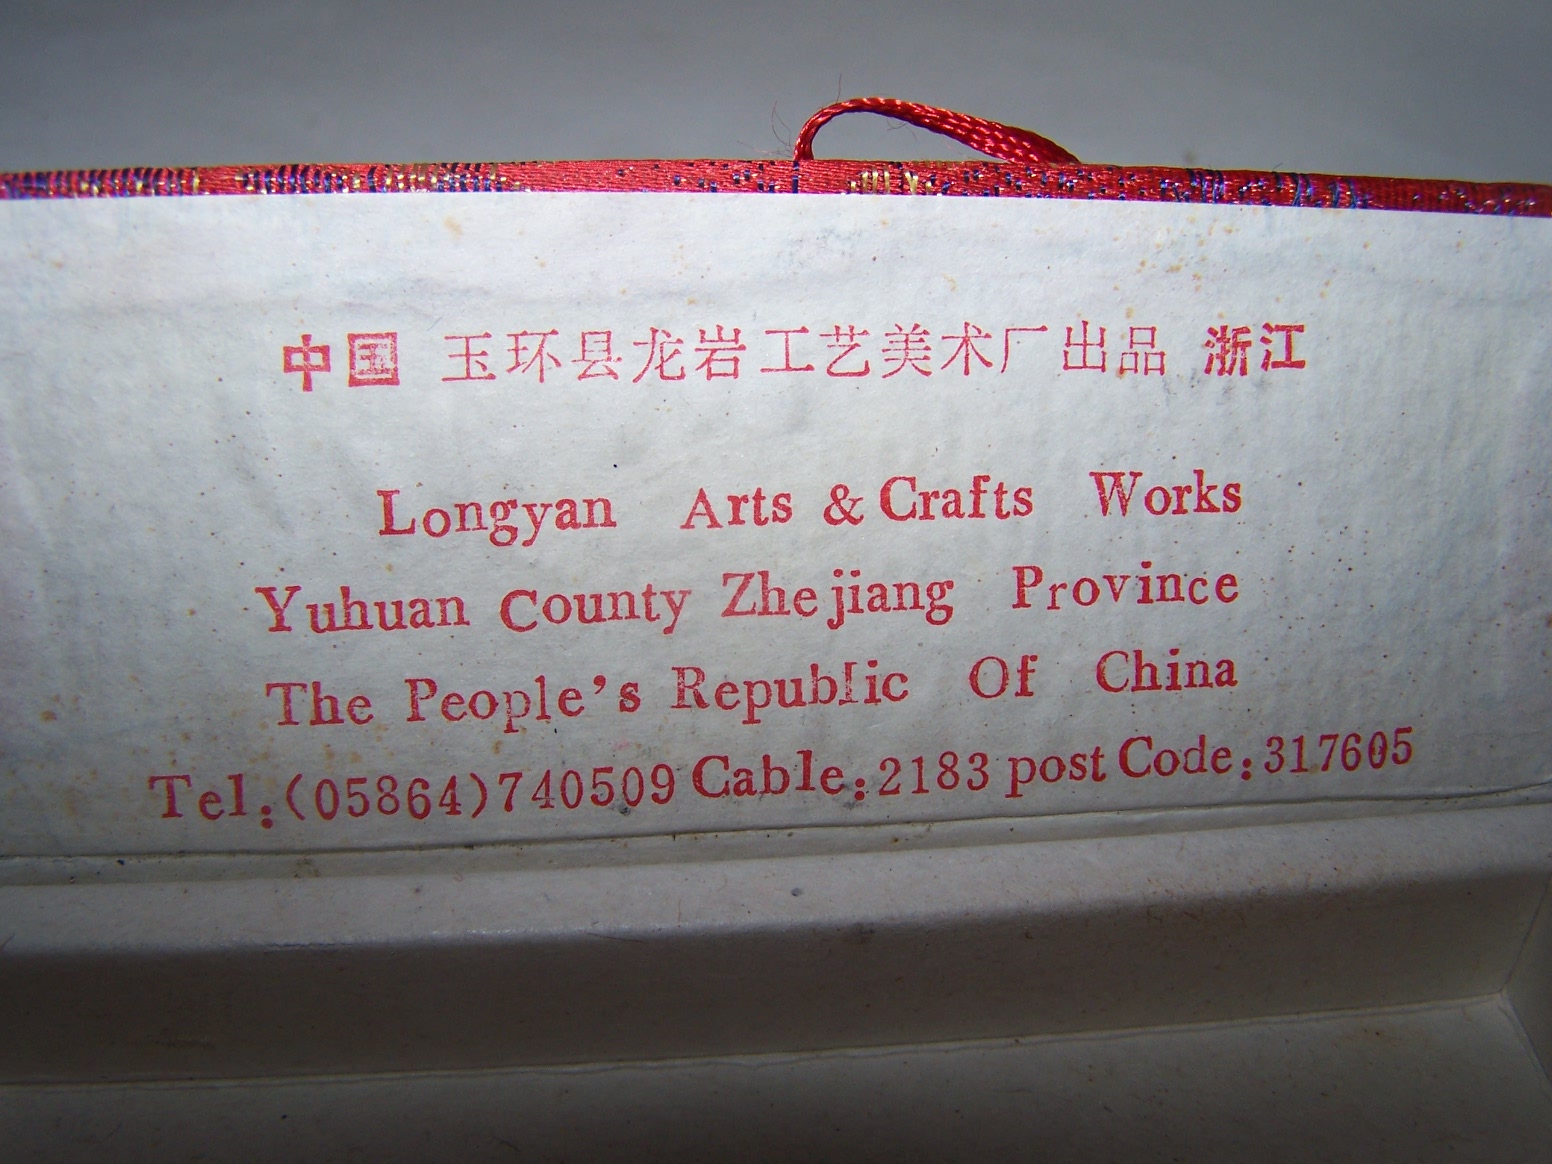 中国 玉环县龙岩工艺美术厂出品 浙江
Longyan Arts & Crafts Works
Yuhuan County Zhejiang Province
The People's Republic Of China
Tel:(05864)740509 Cable:2183 post Code:317605